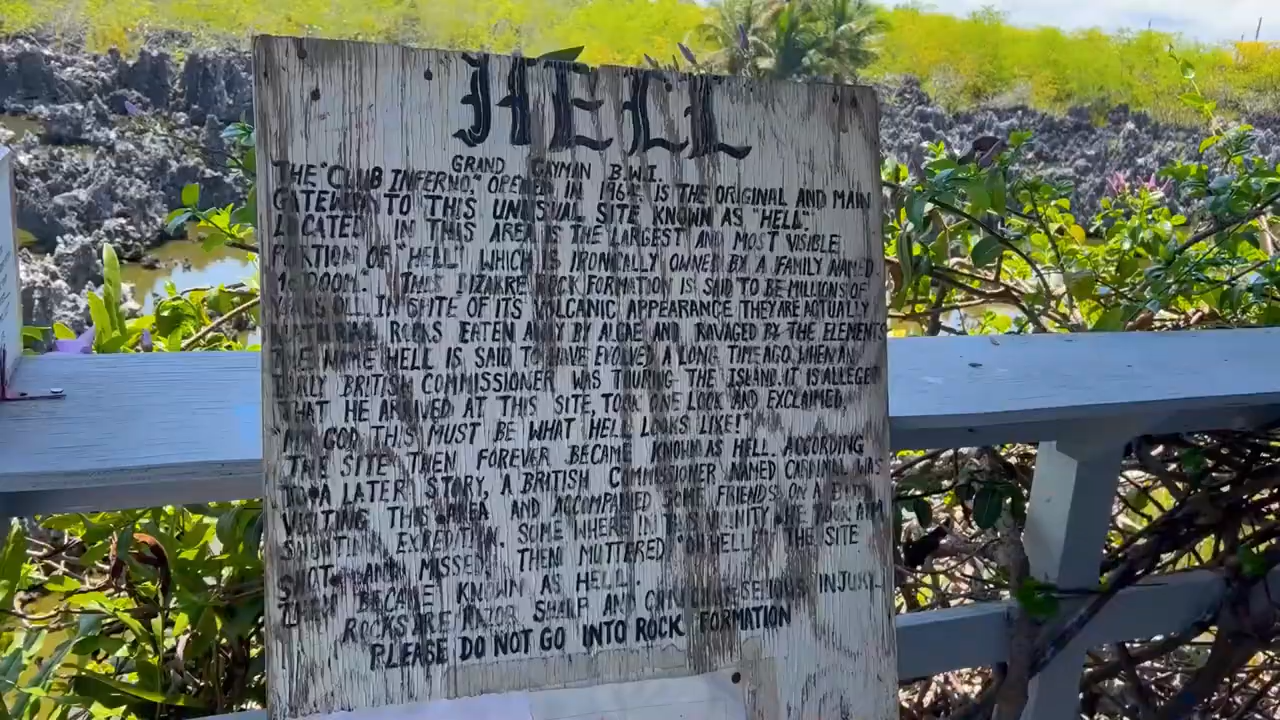 HELL
GRAND CAYMAN B.W.I.
THE "CLUB INFERNO," OPENED IN 1964 IS THE ORIGINAL AND MAIN
GATEWAY TO THIS UNUSUAL SITE KNOWN AS "HELL".
LOCATED IN THIS AREA IS THE LARGEST AND MOST VISIBLE
PORTION OF "HELL" WHICH IS IRONICALLY OWNED BY A FAMILY NAMED
THIS BIZARRE ROCK FORMATION IS SAID TO BE MILLIONS OF
YEARS OLD. IN SPITE OF ITS VOLCANIC APPEARANCE THEY ARE ACTUALLY
ROCKS EATEN AWAY BY ALGAE AND RAVAGED BY THE ELEMENTS
THE NAME HELL IS SAID TO HAVE EVOLVED A LONG TIME AGO, WHEN AN
EARLY BRITISH COMMISSIONER WAS TOURING THE ISLAND. IT IS ALLEGED
THAT HE ARRIVED AT THIS SITE, TOOK ONE LOOK AND EXCLAIMED,
"MY GOD THIS MUST BE WHAT HELL LOOKS LIKE!"
THE SITE THEN FOREVER BECAME KNOWN AS HELL. ACCORDING
TO A LATER STORY, A BRITISH COMMISSIONER NAMED CARDINAL WAS
VISITING THIS AREA AND ACCOMPANIED SOME FRIENDS ON A
SHOOTING EXPEDITION. SOME WHERE IN THIS VICINITY HE TOOK AIM
SHOT AND MISSED. THEN MUTTERED "OH HELL". THE SITE
THEN BECAME KNOWN AS HELL.
ROCKS ARE RAZOR SHARP AND CAN CAUSE SERIOUS INJURY
PLEASE DO NOT GO INTO ROCK FORMATION